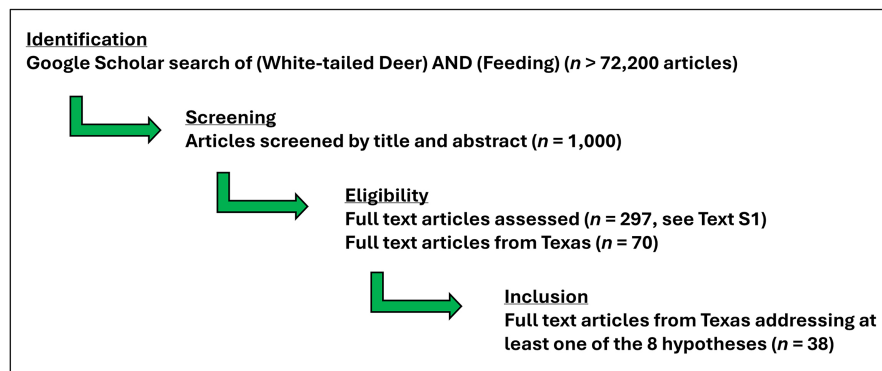 Identification
Google Scholar search of (White-tailed Deer) AND (Feeding) (n > 72,200 articles)
Screening
Articles screened by title and abstract (n = 1,000)
Eligibility
Full text articles assessed (n = 297, see Text S1)
Full text articles from Texas (n = 70)
Inclusion
Full text articles from Texas addressing at
least one of the 8 hypotheses (n = 38)